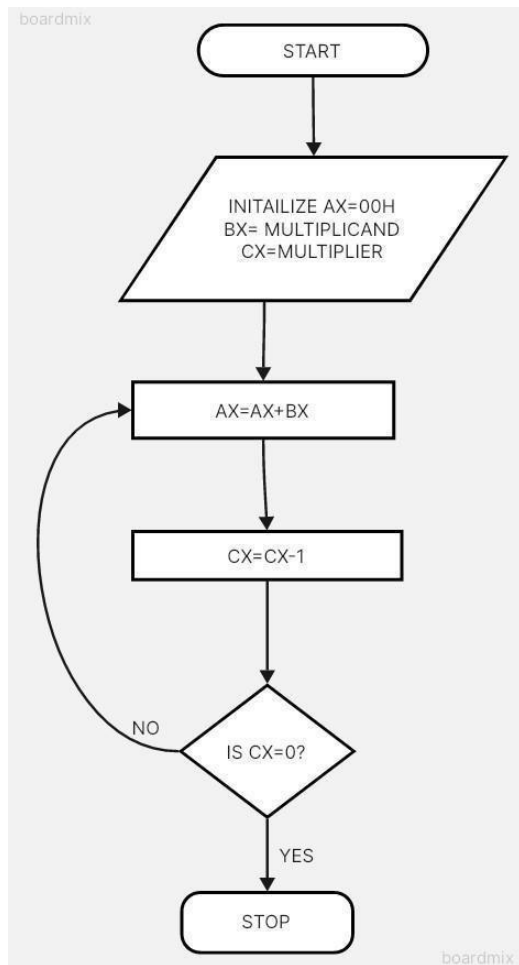 boardmix
START
INITAILIZE AX=00H
BX= MULTIPLICAND
CX=MULTIPLIER
AX=AX+BX
CX=CX-1
NO
IS CX=0?
YES
STOP
boardmix